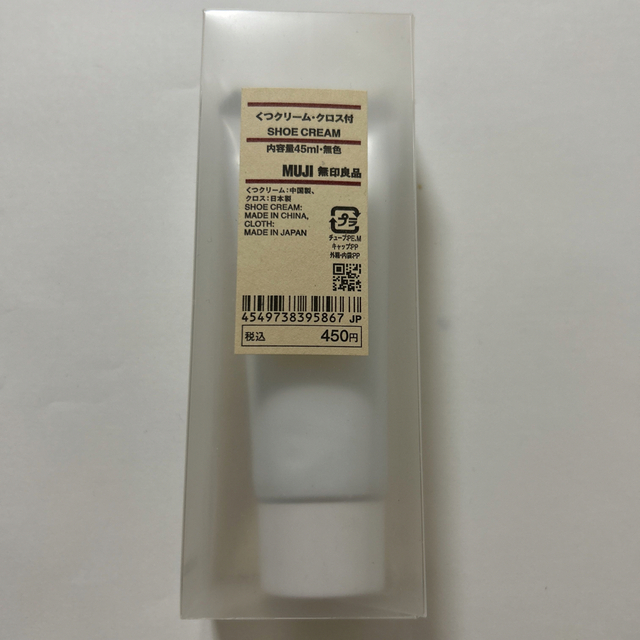 くつクリーム・クロス付
SHOE CREAM
内容量45ml・無色
MUJI 無印良品
くつクリーム：中国製。
クロス：日本製
SHOE CREAM:
MADE IN CHINA,
CLOTH:
MADE IN JAPAN
プラ
チューブPE,M
キャップPP
外箱・内袋PP
4549738395867 JP
税込 450円